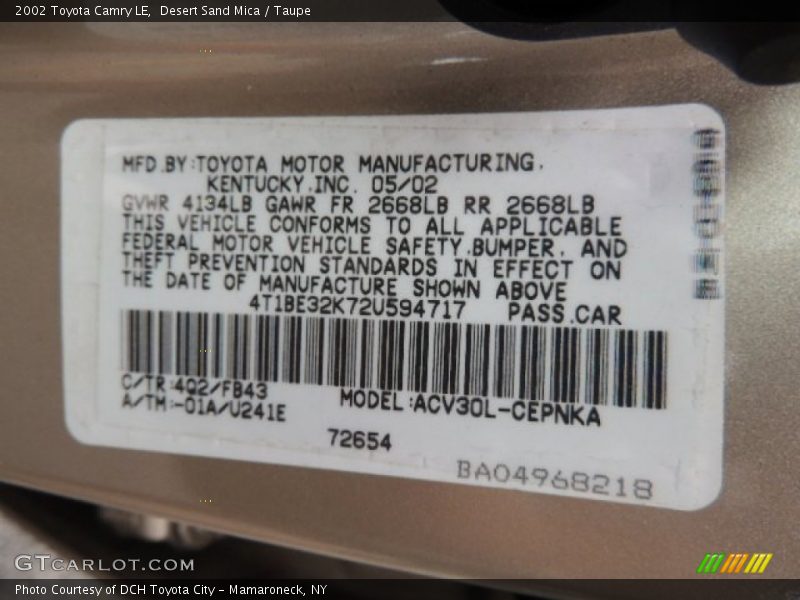 2002 Toyota Camry LE,  Desert Sand Mica / Taupe
MFD.BY:TOYOTA MOTOR MANUFACTURING.
KENTUCKY.INC. 05/02
GVWR 4134LB GAWR FR 2668LB RR 2668LB
THIS VEHICLE CONFORMS TO ALL APPLICABLE
FEDERAL MOTOR VEHICLE SAFETY.BUMPER. AND
THEFT PREVENTION STANDARDS IN EFFECT ON
THE DATE OF MANUFACTURE SHOWN ABOVE
4T1BE32K72U594717 PASS.CAR
C/TR:4Q2/FB43
A/TM:-01A/U241E
MODEL:ACV30L-CEPNKA
72654
BA04968218
GTCARLOT.COM
Photo Courtesy of DCH Toyota City - Mamaroneck, NY